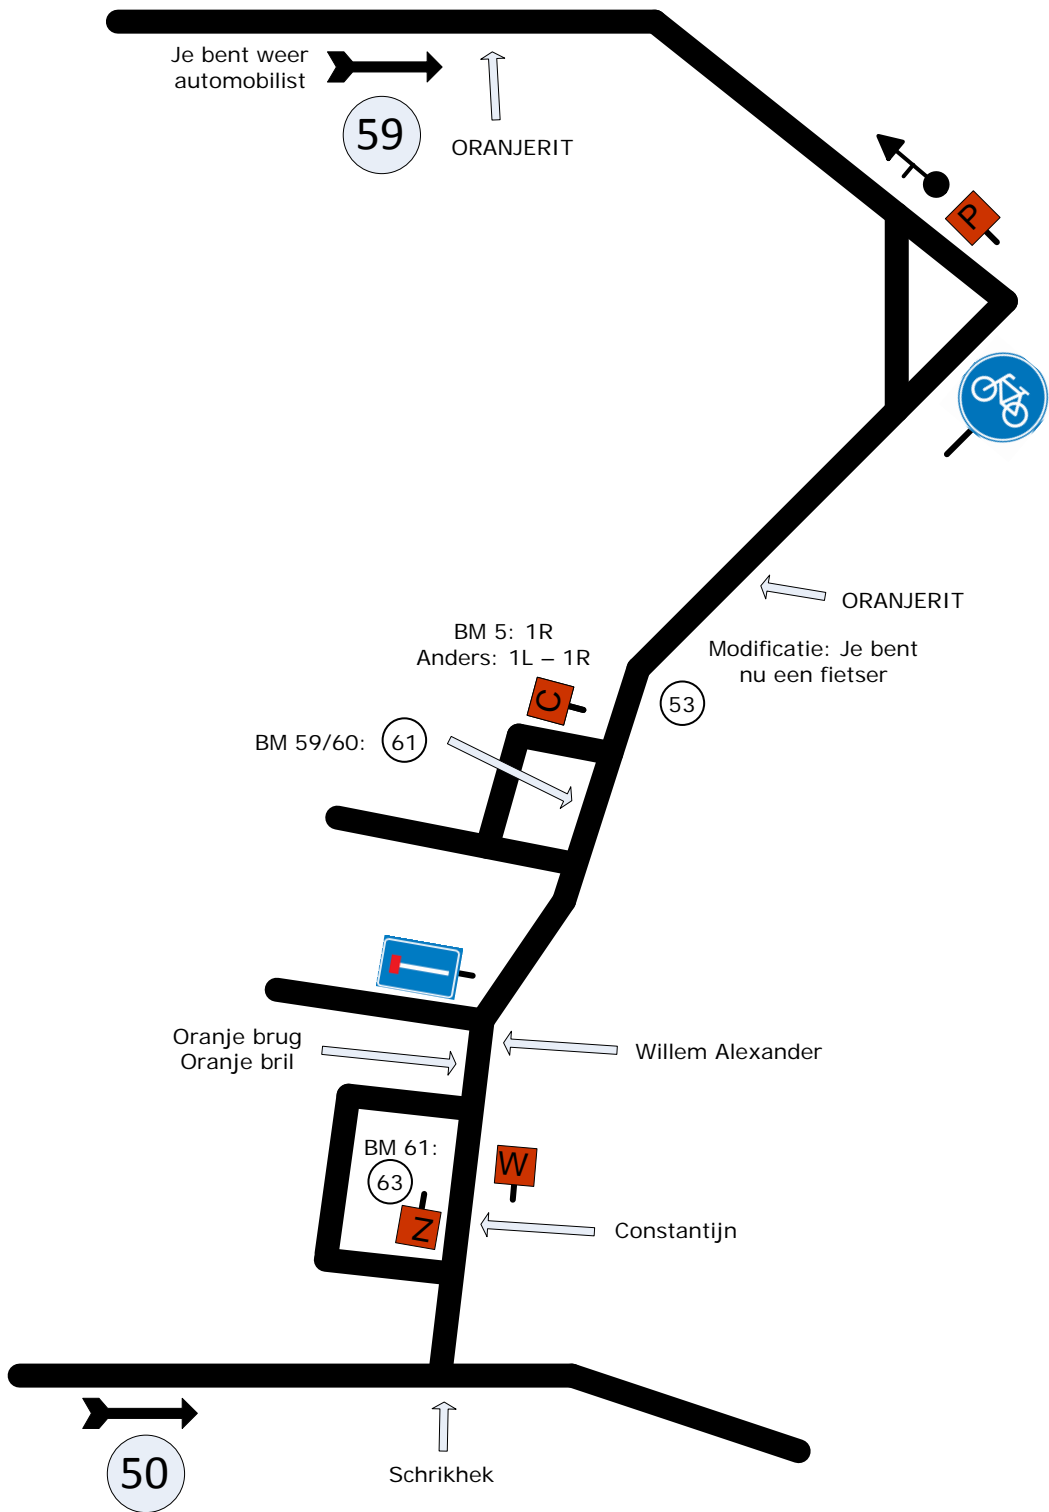 Je bent weer
automobilist
59
ORANJERIT
P
ORANJERIT
BM 5: 1R
Anders: 1L – 1R
Modificatie: Je bent
nu een fietser
C
53
BM 59/60:
61
Oranje brug
Oranje bril
Willem Alexander
BM 61:
63
W
Z
Constantijn
50
Schrikhek